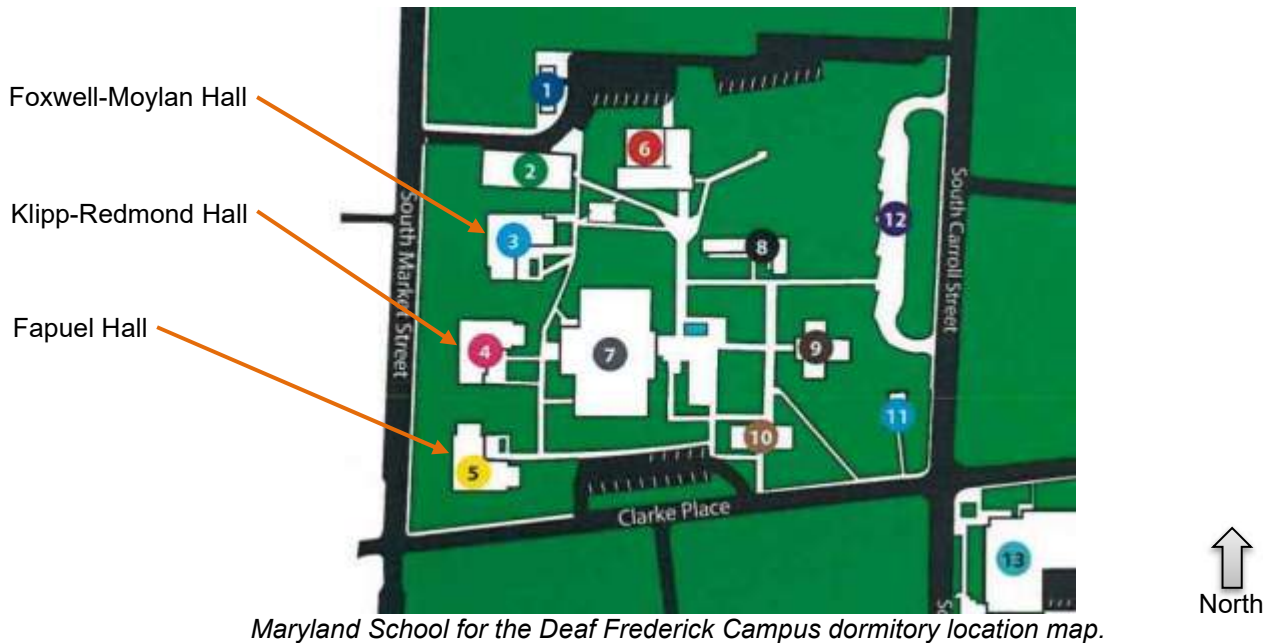 Foxwell-Moylan Hall
Klipp-Redmond Hall
Fapuel Hall
1
2
3
4
5
6
7
8
9
10
11
12
13
South Market Street
South Carroll Street
Clarke Place
North
Maryland School for the Deaf Frederick Campus dormitory location map.